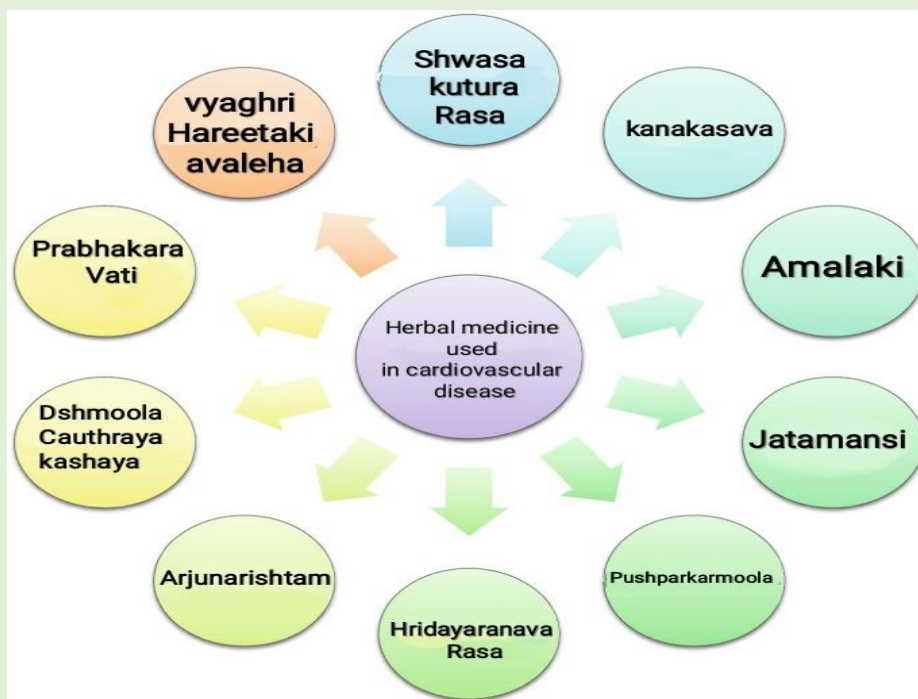 Shwasa
kutura
Rasa
kanakasava
Amalaki
Jatamansi
Pushparkarmoola
Hridayaranava
Rasa
Arjunarishtam
Dshmoola
Cauthraya
kashaya
Prabhakara
Vati
vyaghri
Hareetaki
avaleha
Herbal medicine
used
in cardiovascular
disease